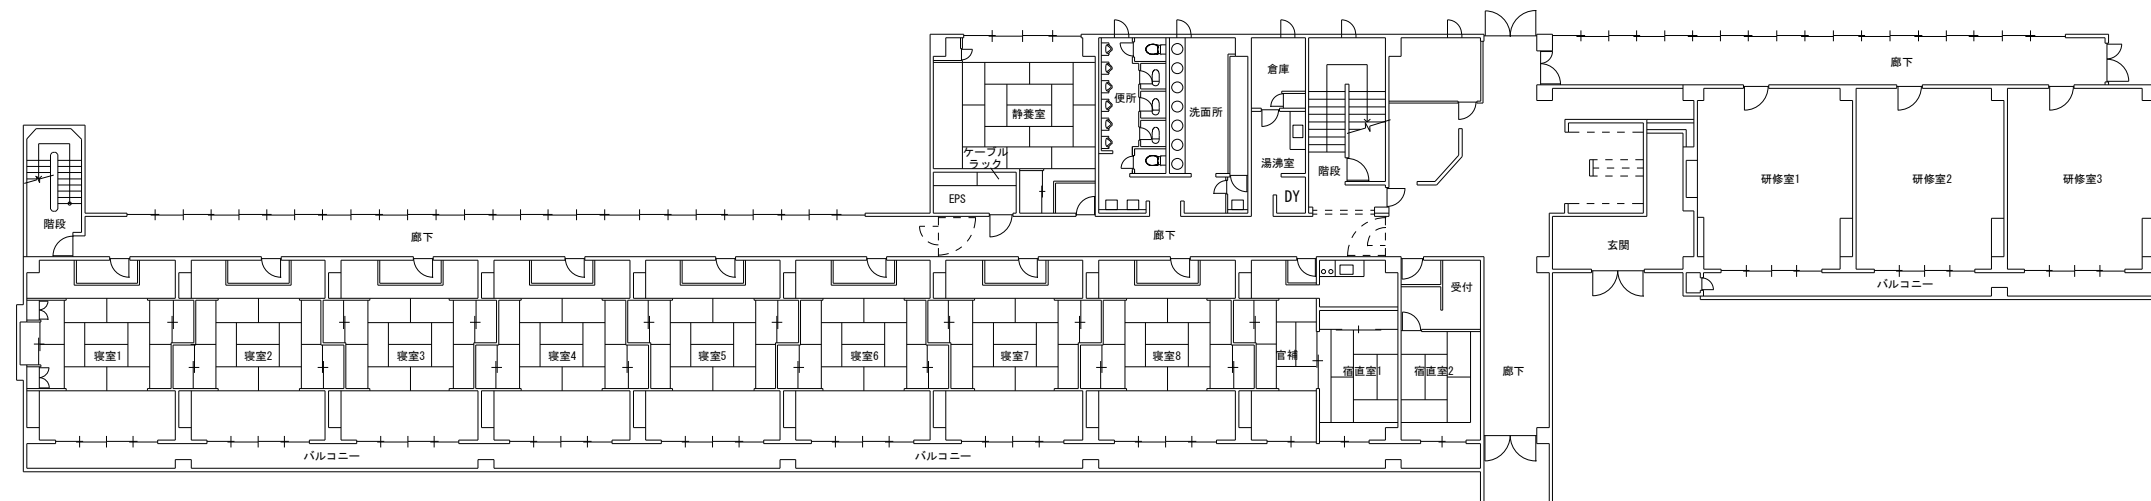 廊下
倉庫
便所
洗面所
静養室
ケーブル
ラック
湯沸室
階段
研修室1
研修室2
研修室3
EPS
DY
階段
廊下
廊下
玄関
バルコニー
受付
寝室1
寝室2
寝室3
寝室4
寝室5
寝室6
寝室7
寝室8
官補
宿直室1
宿直室2
廊下
バルコニー
バルコニー